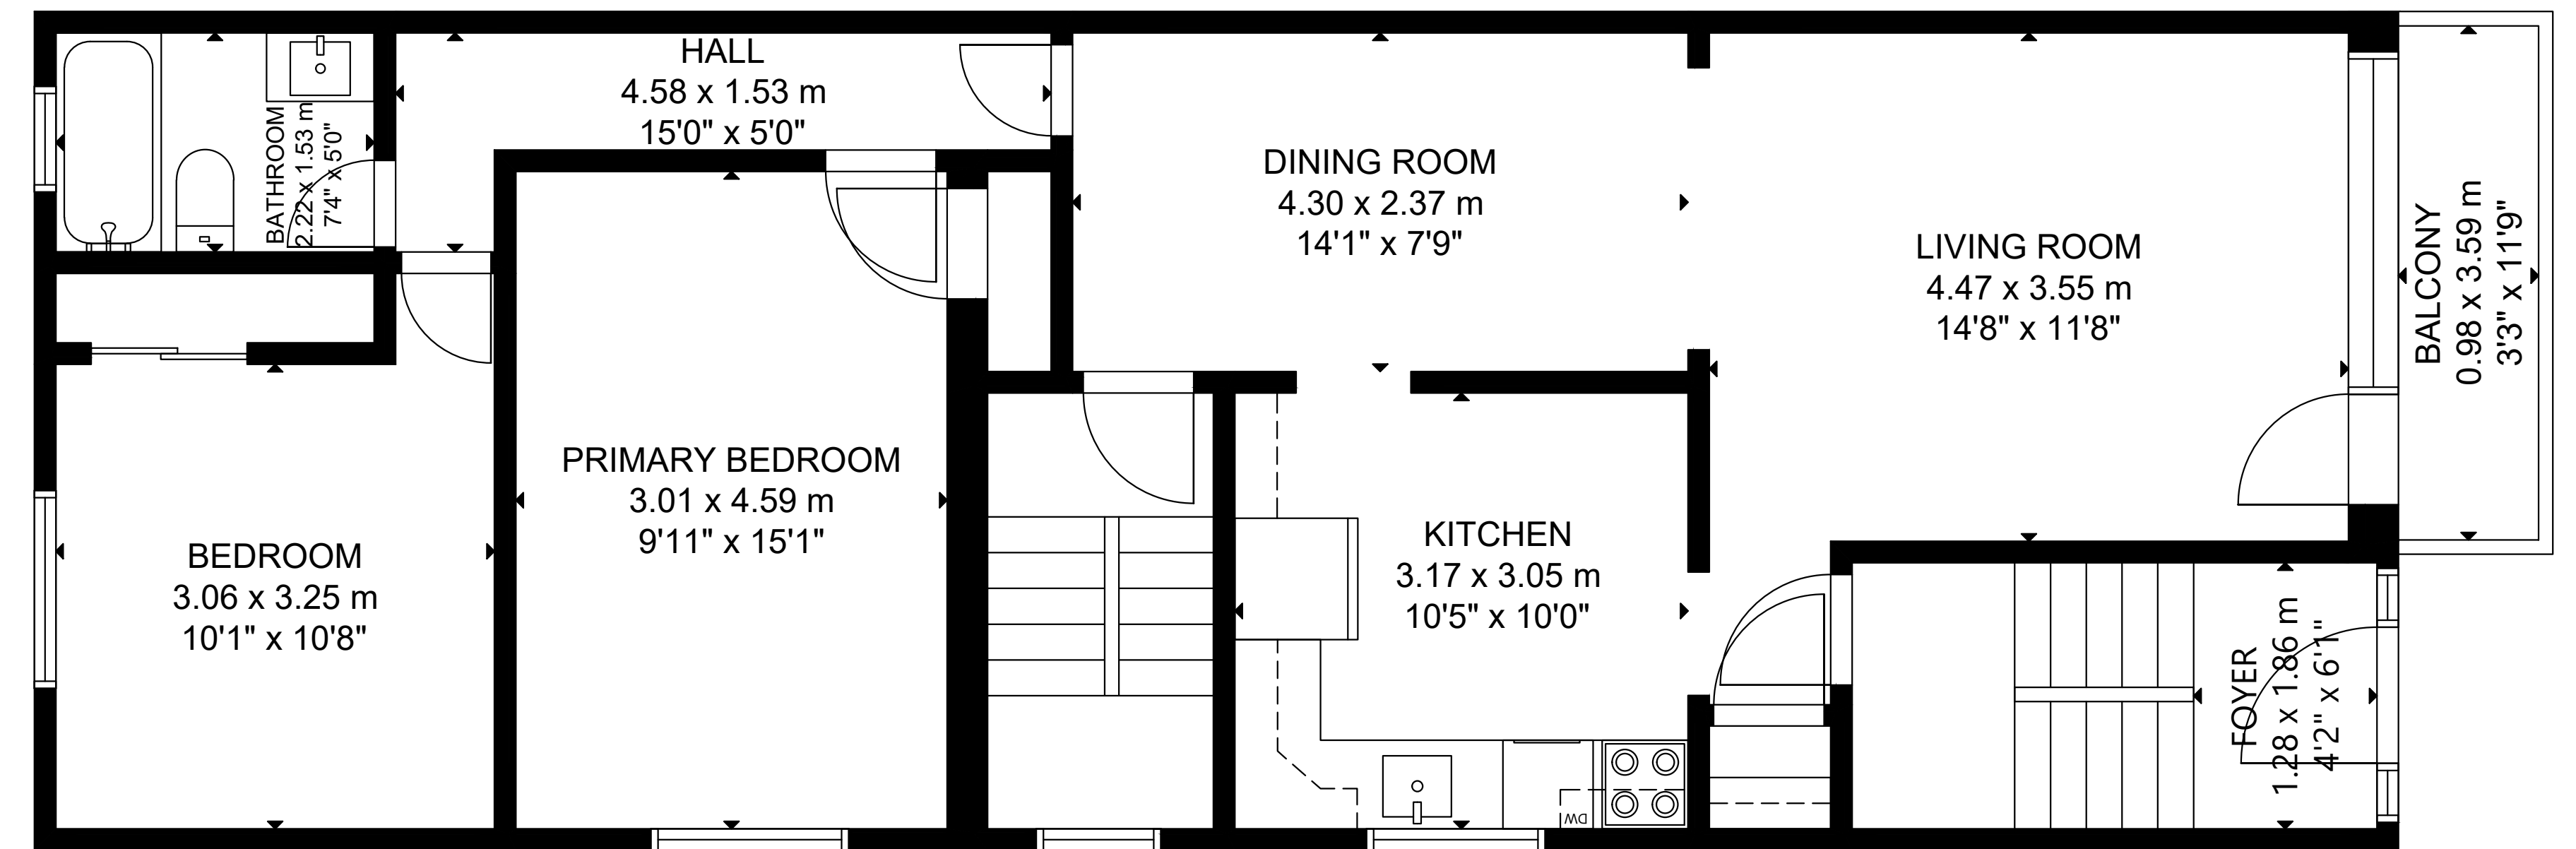 HALL
4.58 x 1.53 m
15'0" x 5'0"
BATHROOM
2.22 x 1.53 m
7'4" x 5'0"
DINING ROOM
4.30 x 2.37 m
14'1" x 7'9"
LIVING ROOM
4.47 x 3.55 m
14'8" x 11'8"
BALCONY
0.98 x 3.59 m
3'3" x 11'9"
PRIMARY BEDROOM
3.01 x 4.59 m
9'11" x 15'1"
BEDROOM
3.06 x 3.25 m
10'1" x 10'8"
KITCHEN
3.17 x 3.05 m
10'5" x 10'0"
FOYER
1.28 x 1.86 m
4'2" x 6'1"
DW